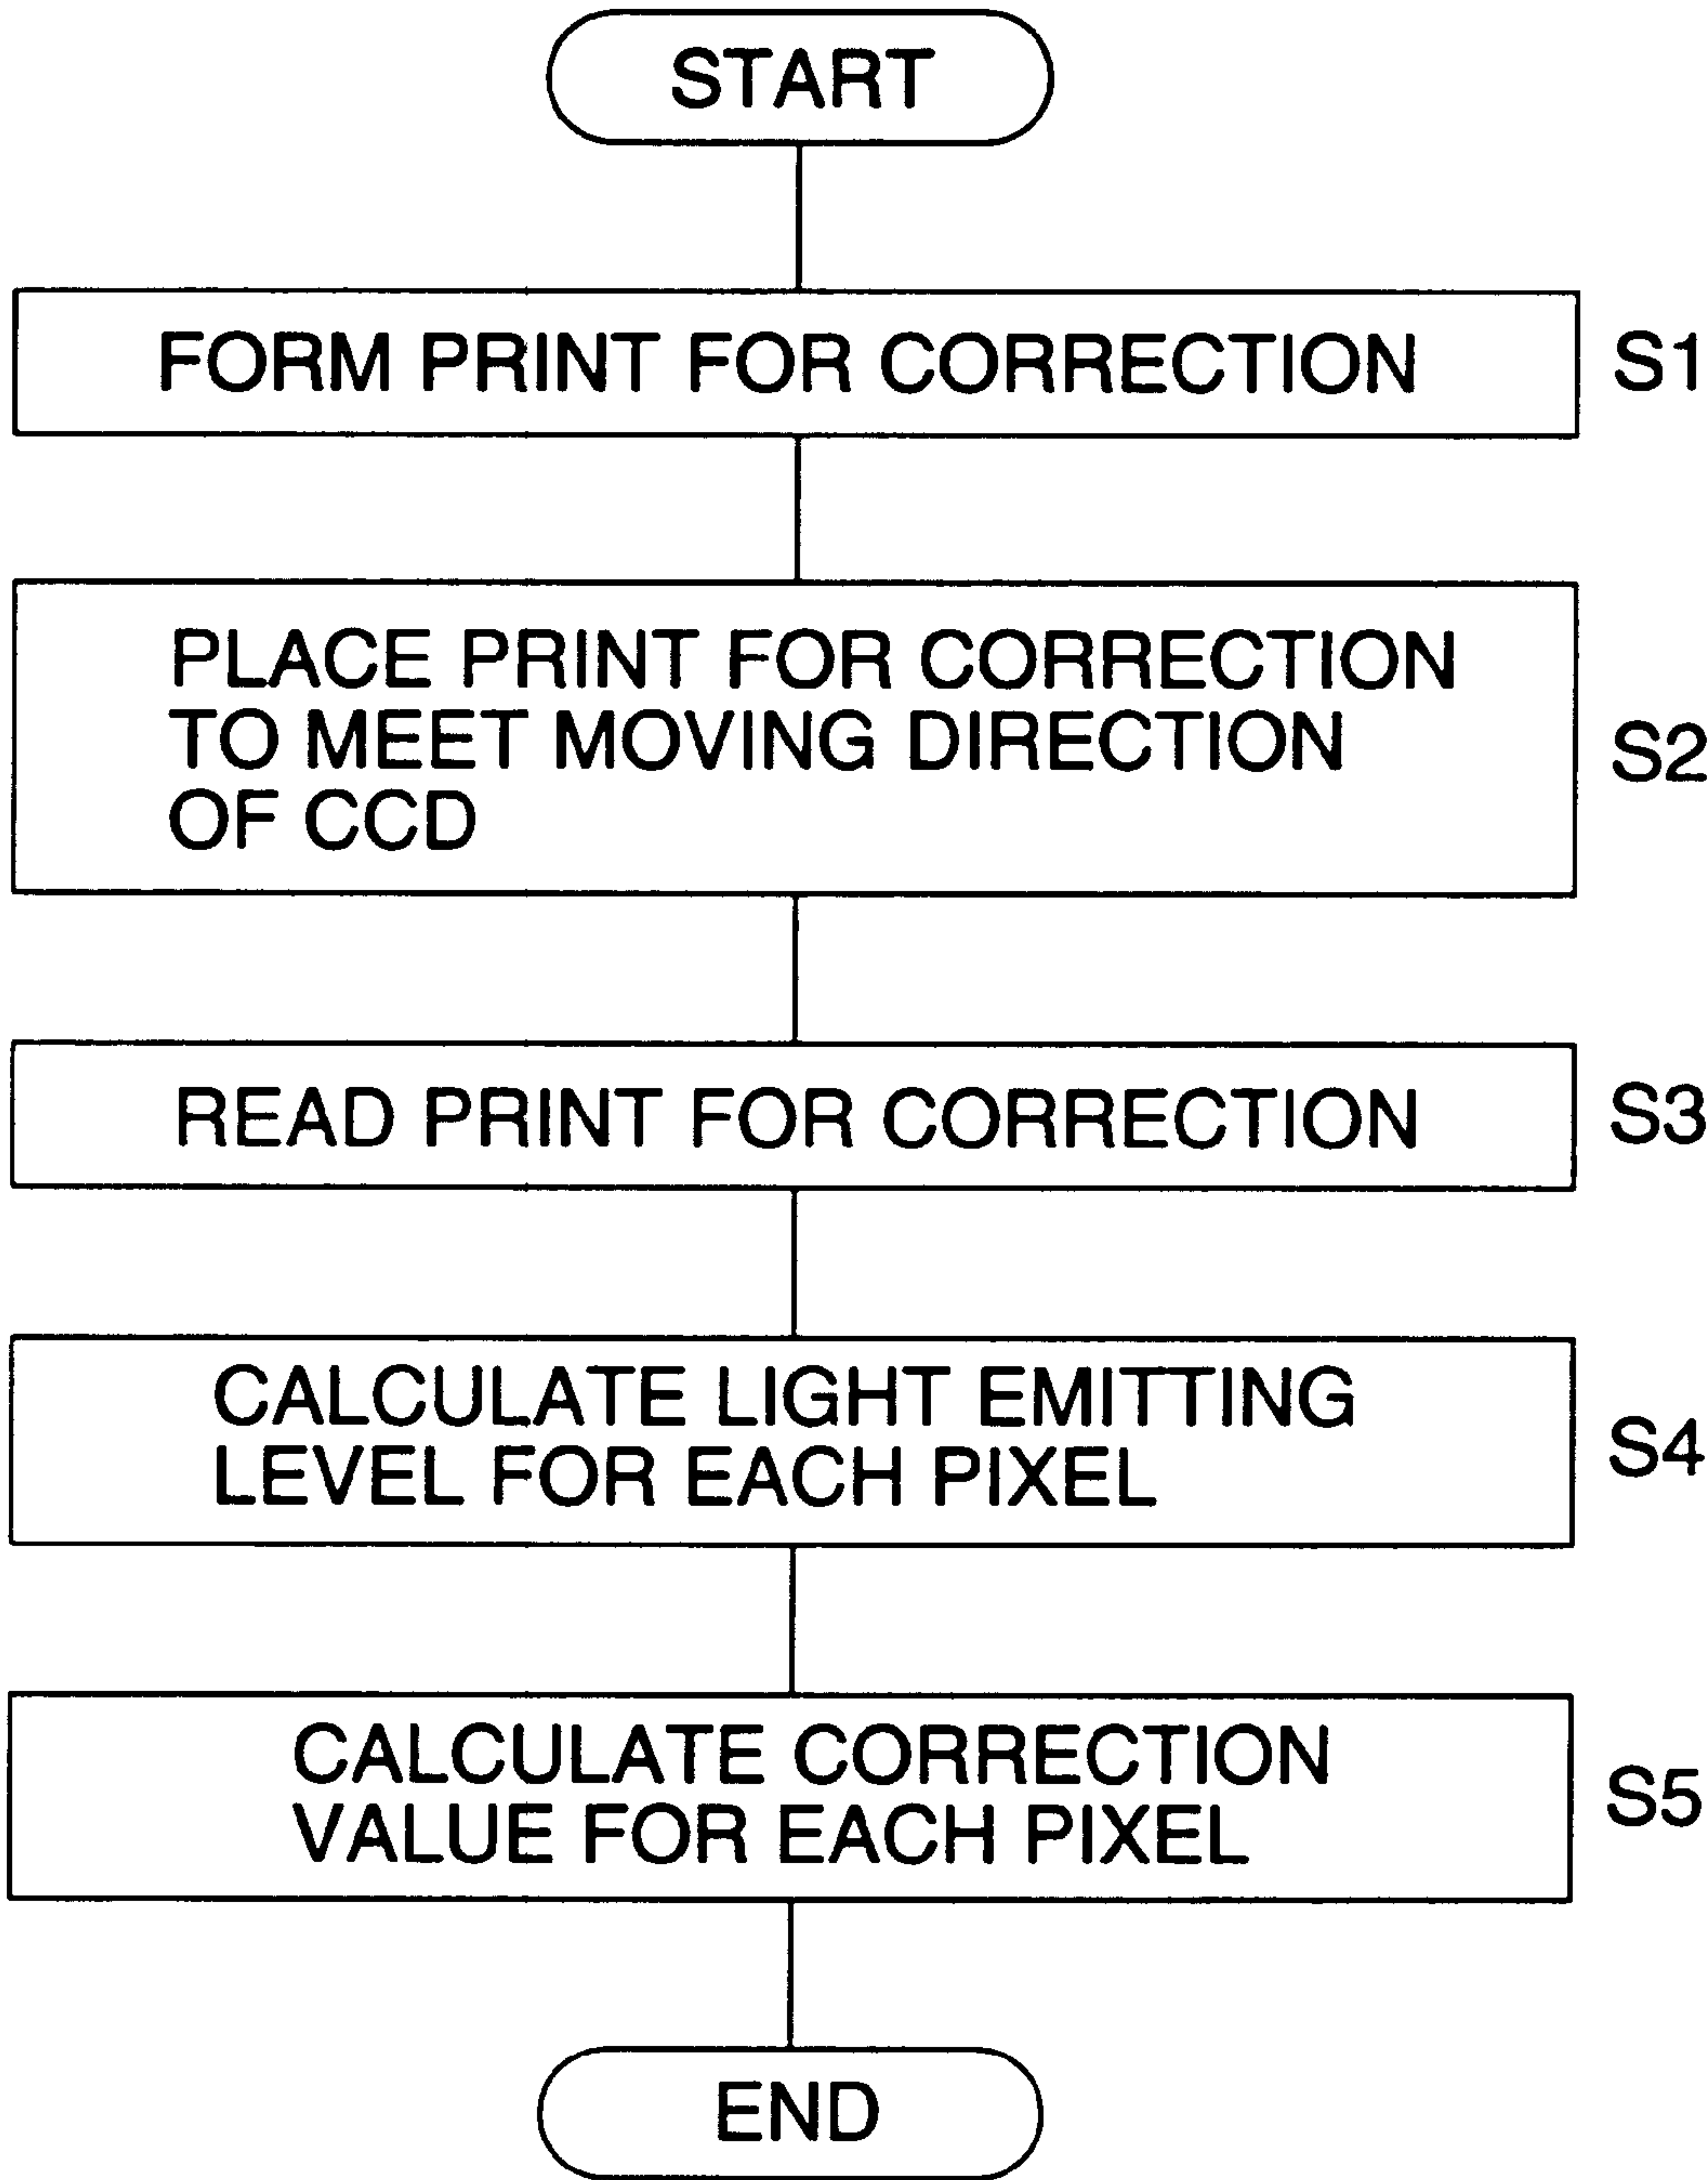 START
FORM PRINT FOR CORRECTION
S1
PLACE PRINT FOR CORRECTION
TO MEET MOVING DIRECTION
OF CCD
S2
READ PRINT FOR CORRECTION
S3
CALCULATE LIGHT EMITTING
LEVEL FOR EACH PIXEL
S4
CALCULATE CORRECTION
VALUE FOR EACH PIXEL
S5
END